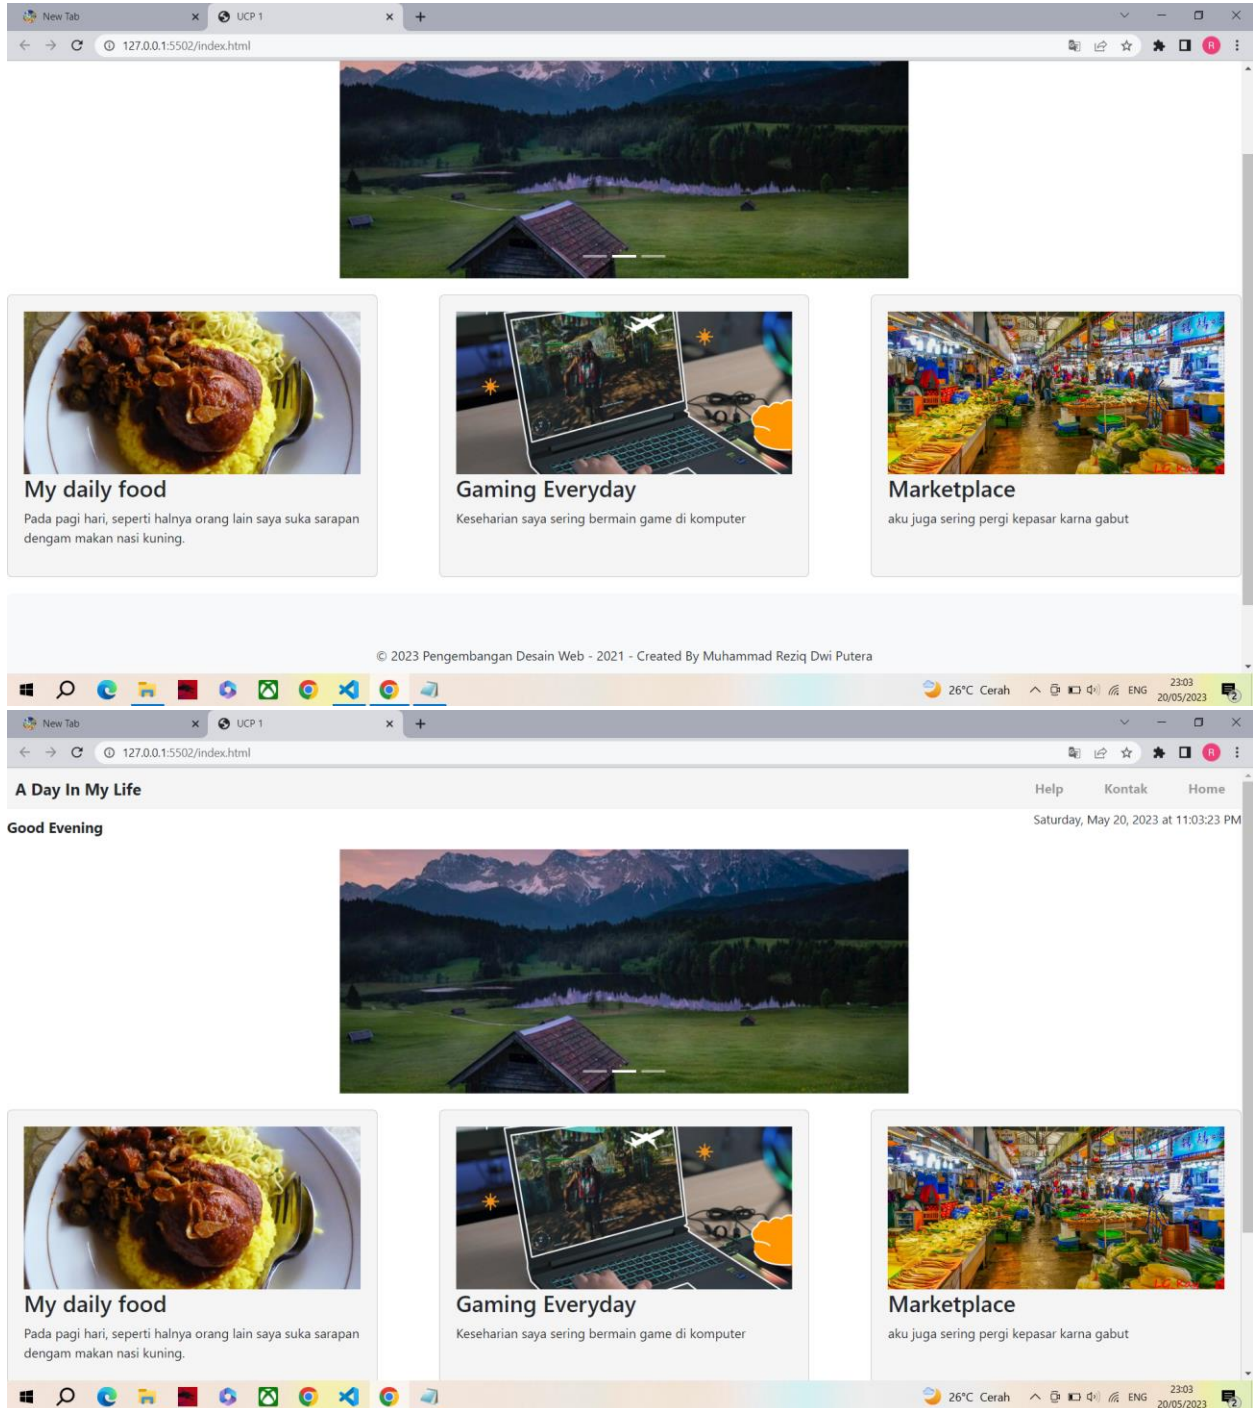 New Tab
UCP 1
127.0.0.1:5502/index.html
R
My daily food
Pada pagi hari, seperti halnya orang lain saya suka sarapan
dengam makan nasi kuning.
Gaming Everyday
Keseharian saya sering bermain game di komputer
Marketplace
aku juga sering pergi kepasar karna gabut
© 2023 Pengembangan Desain Web - 2021 - Created By Muhammad Reziq Dwi Putera
26°C Cerah
ENG
23:03
20/05/2023
2
New Tab
UCP 1
127.0.0.1:5502/index.html
R
A Day In My Life
Help
Kontak
Home
Good Evening
Saturday, May 20, 2023 at 11:03:23 PM
My daily food
Pada pagi hari, seperti halnya orang lain saya suka sarapan
dengam makan nasi kuning.
Gaming Everyday
Keseharian saya sering bermain game di komputer
Marketplace
aku juga sering pergi kepasar karna gabut
26°C Cerah
ENG
23:03
20/05/2023
2